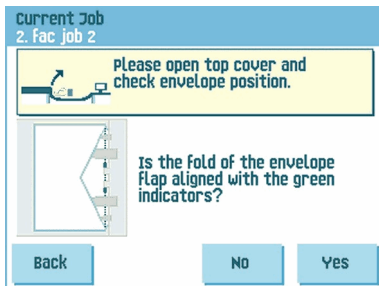 Current Job
2. Fac job 2
Please open top cover and
check envelope position.
Is the fold of the envelope
flap aligned with the green
indicators?
Back
No
Yes